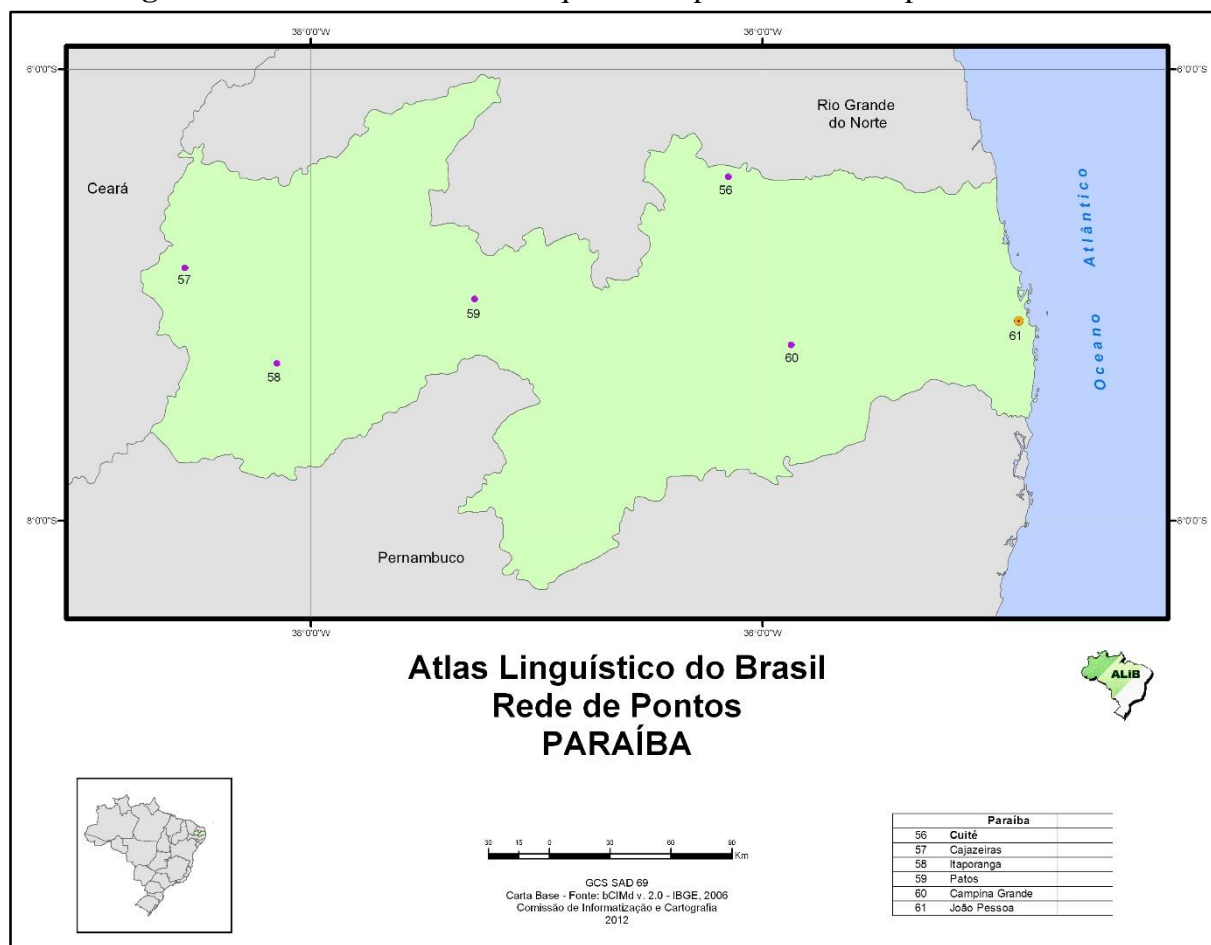 38°0'0"W
36°0'0"W
6°0'0"S
6°0'0"S
Rio Grande
do Norte
Ceará
56
57
59
58
60
61
Oceano Atlântico
8°0'0"S
8°0'0"S
Pernambuco
38°0'0"W
36°0'0"W
Atlas Linguístico do Brasil
Rede de Pontos
PARAÍBA
ALiB
30 15 0 30 60 90
Km
GCS SAD 69
Carta Base - Fonte: bCIMd v. 2.0 - IBGE, 2006
Comissão de Informatização e Cartografia
2012
Paraíba
56 Cuité
57 Cajazeiras
58 Itaporanga
59 Patos
60 Campina Grande
61 João Pessoa